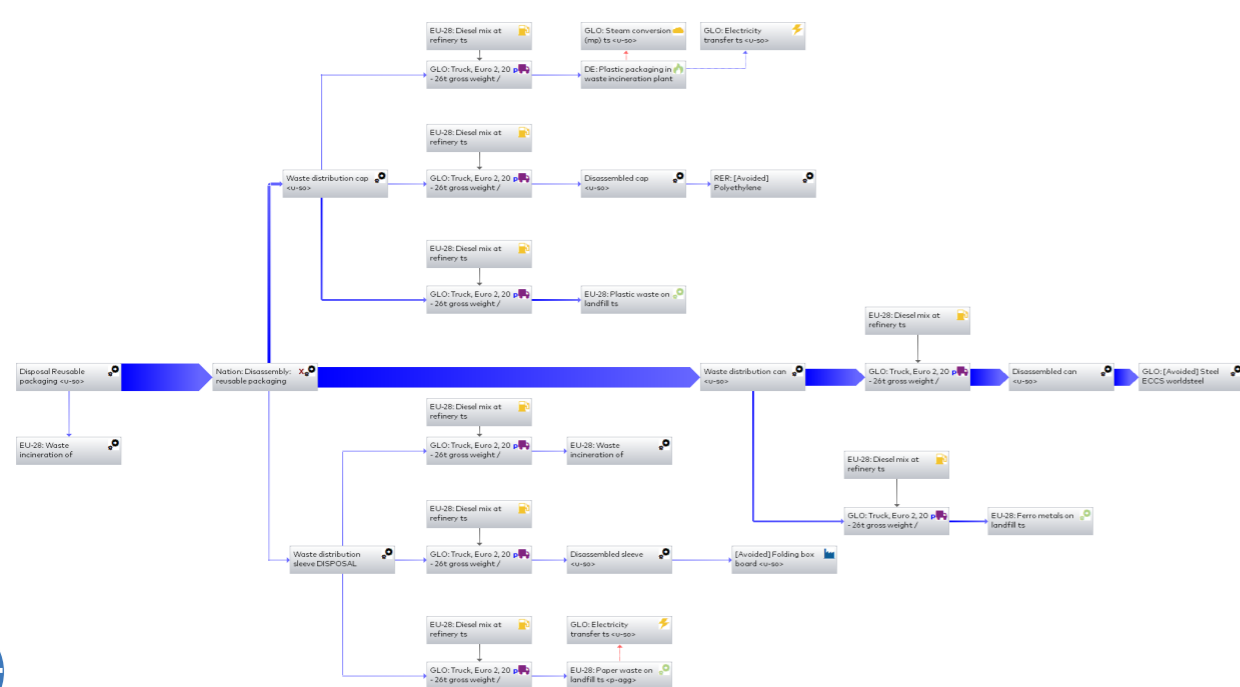 EU-28: Diesel mix at
refinery ts
GLO: Steam conversion
(mp) ts <u-so>
GLO: Electricity
transfer ts <u-so>
GLO: Truck, Euro 2, 20
- 26t gross weight /
DE: Plastic packaging in
waste incineration plant
EU-28: Diesel mix at
refinery ts
Waste distribution cap
<u-so>
GLO: Truck, Euro 2, 20
- 26t gross weight /
Disassembled cap
<u-so>
RER: [Avoided]
Polyethylene
EU-28: Diesel mix at
refinery ts
GLO: Truck, Euro 2, 20
- 26t gross weight /
EU-28: Plastic waste on
landfill ts
EU-28: Diesel mix at
refinery ts
Disposal Reusable
packaging <u-so>
Nation: Disassembly:
reusable packaging
Waste distribution can
<u-so>
GLO: Truck, Euro 2, 20
- 26t gross weight /
Disassembled can
<u-so>
GLO: [Avoided] Steel
ECCS worldsteel
EU-28: Diesel mix at
refinery ts
EU-28: Waste
incineration of
GLO: Truck, Euro 2, 20
- 26t gross weight /
EU-28: Waste
incineration of
EU-28: Diesel mix at
refinery ts
EU-28: Diesel mix at
refinery ts
GLO: Truck, Euro 2, 20
- 26t gross weight /
EU-28: Ferro metals on
landfill ts
Waste distribution
sleeve DISPOSAL
GLO: Truck, Euro 2, 20
- 26t gross weight /
Disassembled sleeve
<u-so>
[Avoided] Folding box
board <u-so>
EU-28: Diesel mix at
refinery ts
GLO: Electricity
transfer ts <u-so>
GLO: Truck, Euro 2, 20
- 26t gross weight /
EU-28: Paper waste on
landfill ts <p-agg>